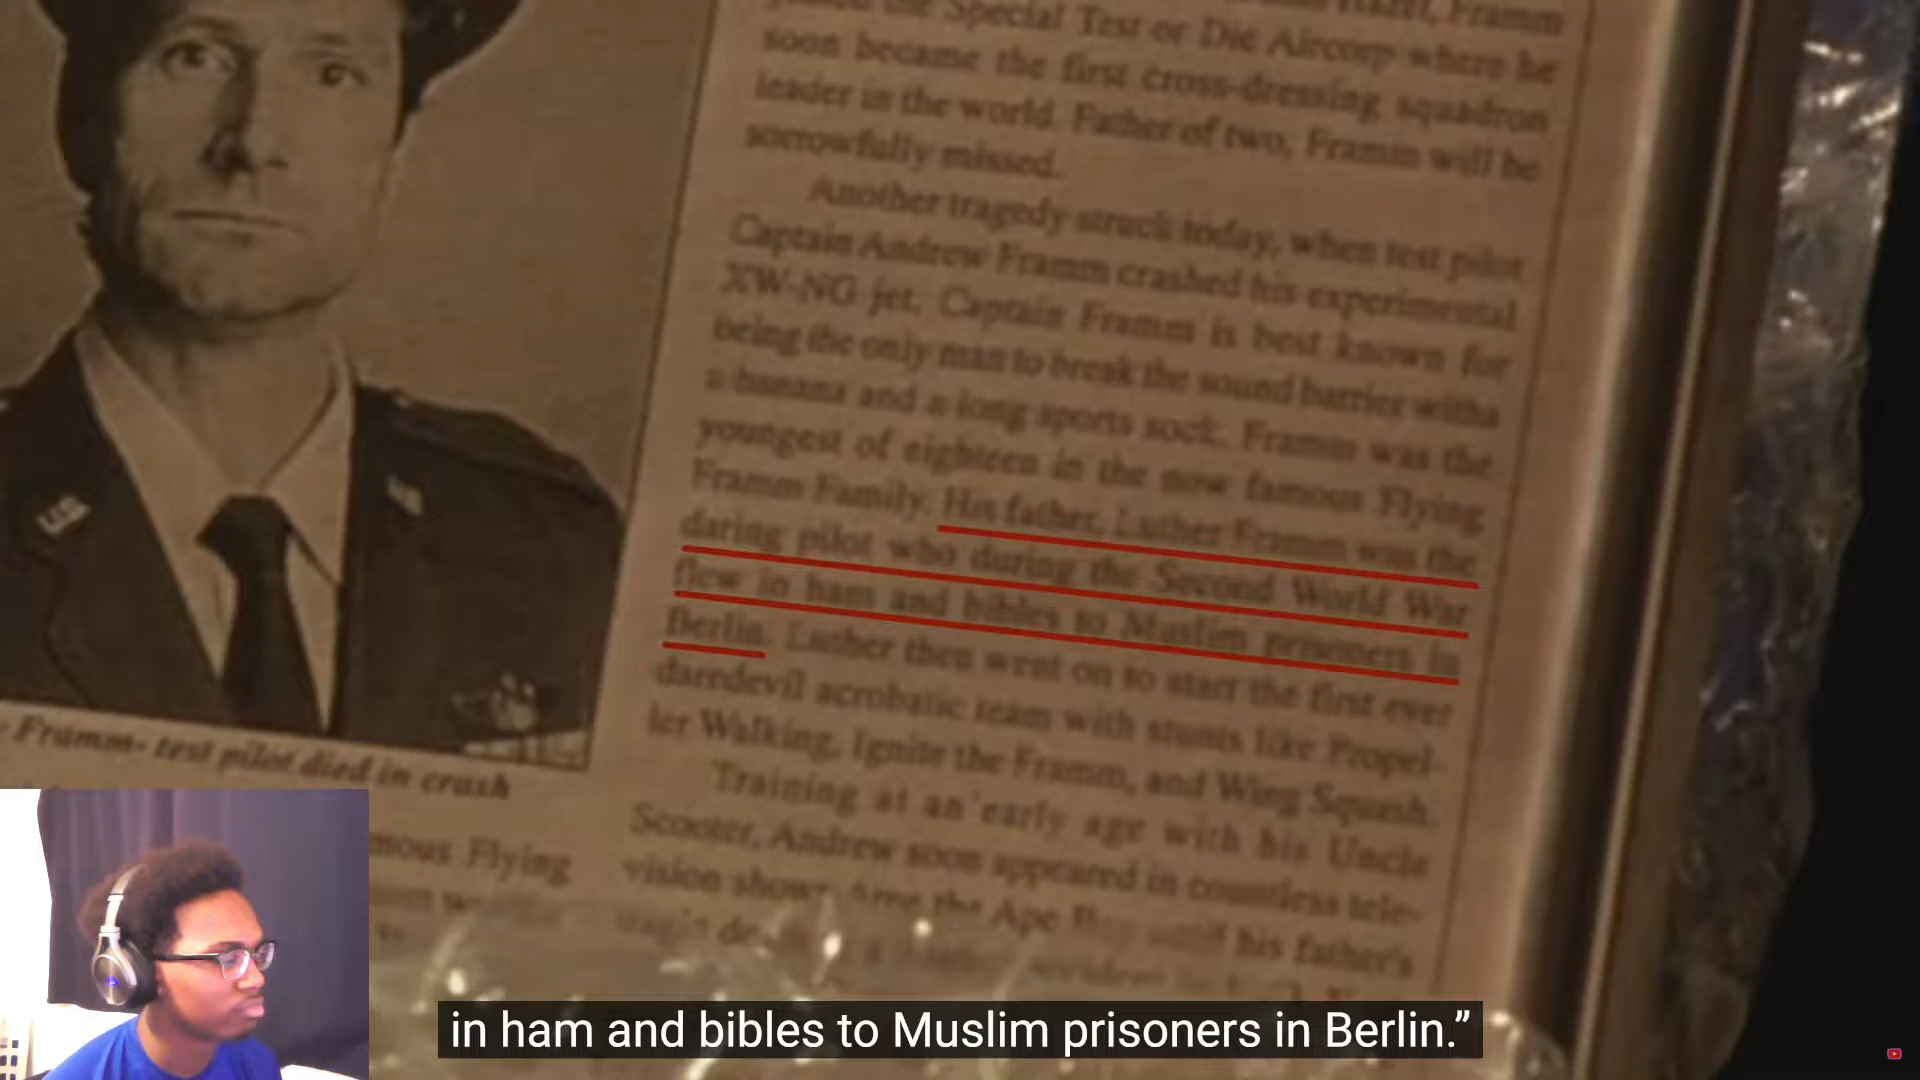 the Special Test or Die Aircorp where he
soon became the first cross-dressing squadron
leader in the world. Father of two, Framm will be
sorrowfully missed.
Another tragedy struck today, when test pilot
Captain Andrew Framm crashed his experimental
XW-NG jet. Captain Framm is best known for
being the only man to break the sound barrier witha
a banana and a long sports sock. Framm was the
youngest of eighteen in the now famous Flying
Framm Family. His father, Luther Framm was the
daring pilot who during the Second World War
flew in ham and bibles to Muslim prisoners in
Berlin. Luther then went on to start the first ever
daredevil acrobatic team with stunts like Propel-
ler Walking, Ignite the Framm, and Wing Squash.
Training at an early age with his Uncle
Scooter, Andrew soon appeared in countless tele-
vision shows the Ape his father's
US
Framm- test pilot died in crash
Flying
in ham and bibles to Muslim prisoners in Berlin.”